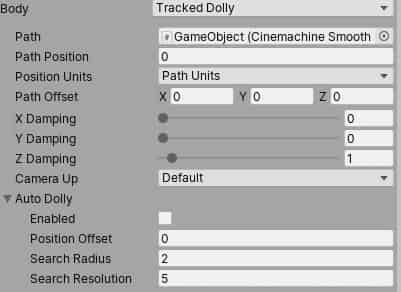 Body Tracked Dolly
Path GameObject (Cinemachine Smooth
Path Position 0
Position Units Path Units
Path Offset X 0 Y 0 Z 0
X Damping 0
Y Damping 0
Z Damping 1
Camera Up Default
Auto Dolly
Enabled
Position Offset 0
Search Radius 2
Search Resolution 5